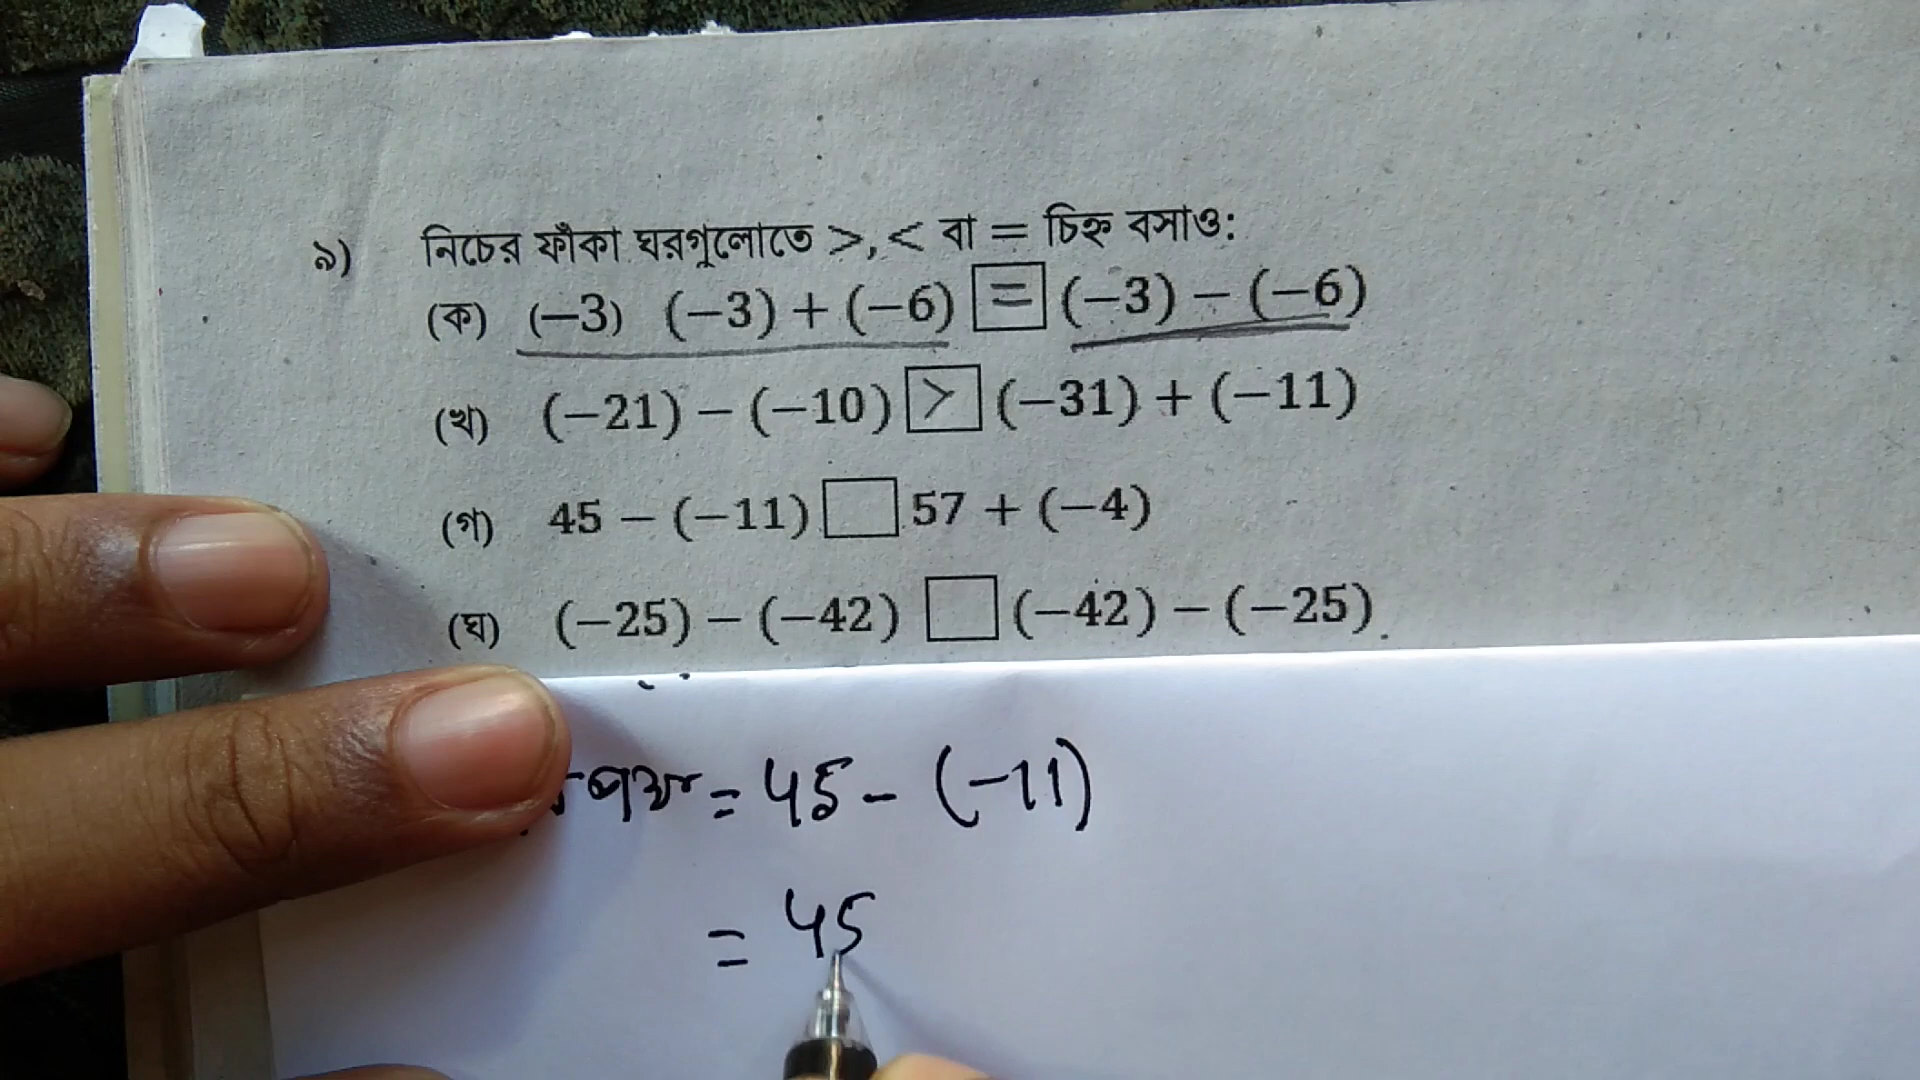 ৯) নিচের ফাঁকা ঘরগুলোতে >, < বা = চিহ্ন বসাও:
(ক) (−3) (−3) + (−6) = (−3) − (−6)
(খ) (−21) − (−10) > (−31) + (−11)
(গ) 45 − (−11) 57 + (−4)
(ঘ) (−25) − (−42) (−42) − (−25)
= 45 − (−11)
= 45